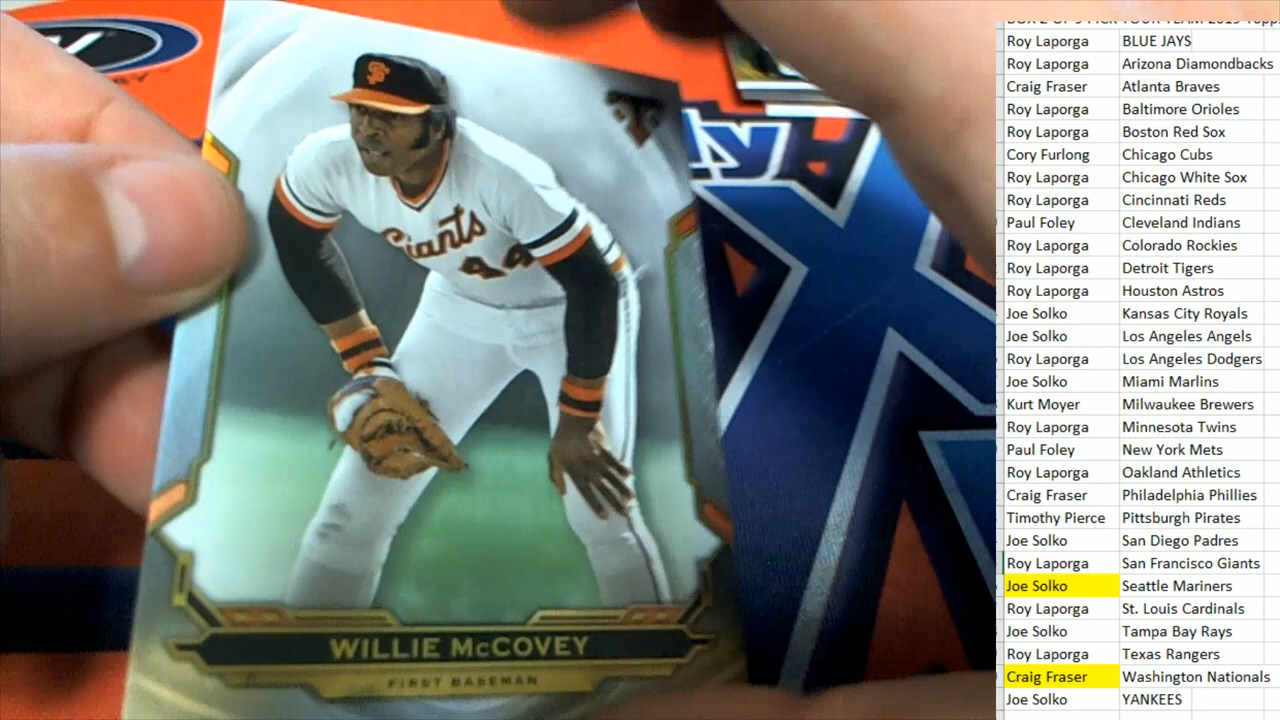 SF
Giants
44
WILLIE McCOVEY
FIRST BASEMAN
Roy Laporga BLUE JAYS
Roy Laporga Arizona Diamondbacks
Craig Fraser Atlanta Braves
Roy Laporga Baltimore Orioles
Roy Laporga Boston Red Sox
Cory Furlong Chicago Cubs
Roy Laporga Chicago White Sox
Roy Laporga Cincinnati Reds
Paul Foley Cleveland Indians
Roy Laporga Colorado Rockies
Roy Laporga Detroit Tigers
Roy Laporga Houston Astros
Joe Solko Kansas City Royals
Joe Solko Los Angeles Angels
Roy Laporga Los Angeles Dodgers
Joe Solko Miami Marlins
Kurt Moyer Milwaukee Brewers
Roy Laporga Minnesota Twins
Paul Foley New York Mets
Roy Laporga Oakland Athletics
Craig Fraser Philadelphia Phillies
Timothy Pierce Pittsburgh Pirates
Joe Solko San Diego Padres
Roy Laporga San Francisco Giants
Joe Solko Seattle Mariners
Roy Laporga St. Louis Cardinals
Joe Solko Tampa Bay Rays
Roy Laporga Texas Rangers
Craig Fraser Washington Nationals
Joe Solko YANKEES